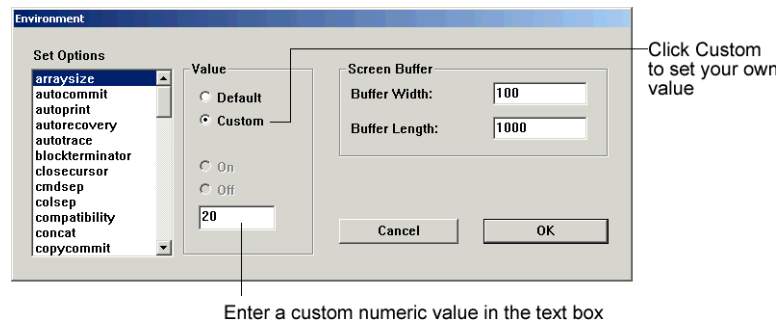 Environment
Set Options
arraysize
autocommit
autoprint
autorecovery
autotrace
blockterminator
closecursor
cmdsep
colsep
compatibility
concat
copycommit
Value
Default
Custom
On
Off
20
Screen Buffer
Buffer Width:
100
Buffer Length:
1000
Cancel
OK
Click Custom
to set your own
value
Enter a custom numeric value in the text box